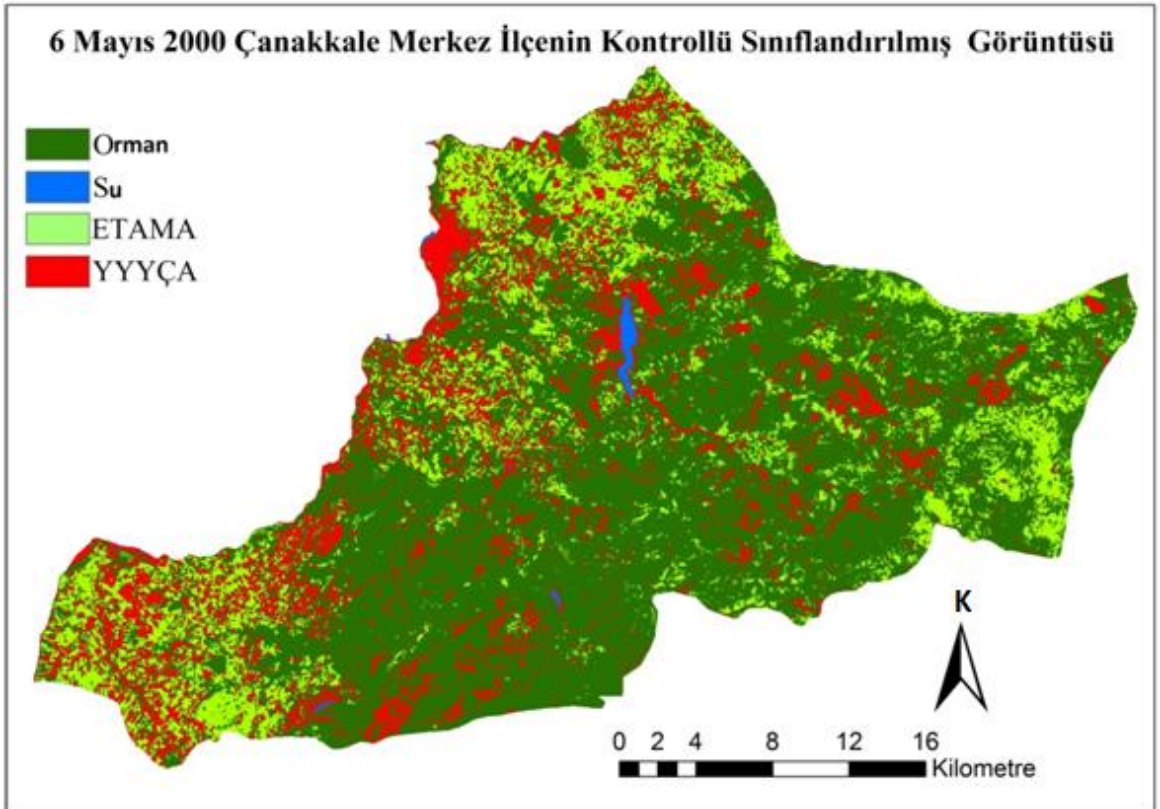 6 Mayıs 2000 Çanakkale Merkez İlçenin Kontrollü Sınıflandırılmış Görüntüsü
Orman
Su
ETAMA
YYYÇA
K
0 2 4 8 12 16
Kilometre